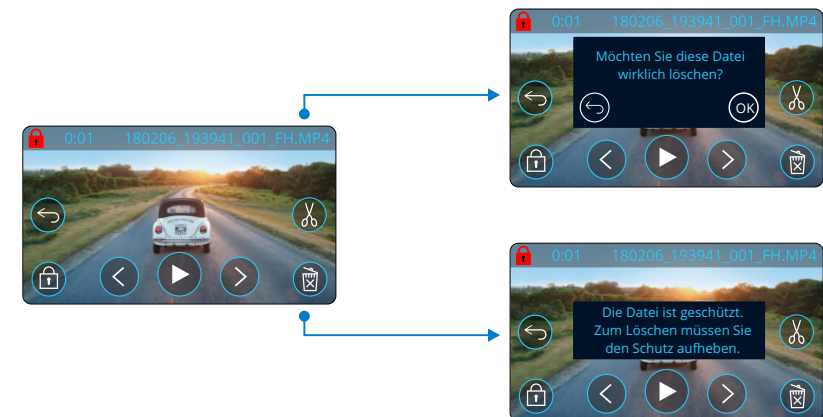 0:01 180206_193941_001_FH.MP4
Möchten Sie diese Datei
wirklich löschen?
OK
0:01 180206_193941_001_FH.MP4
0:01 180206_193941_001_FH.MP4
Die Datei ist geschützt.
Zum Löschen müssen Sie
den Schutz aufheben.